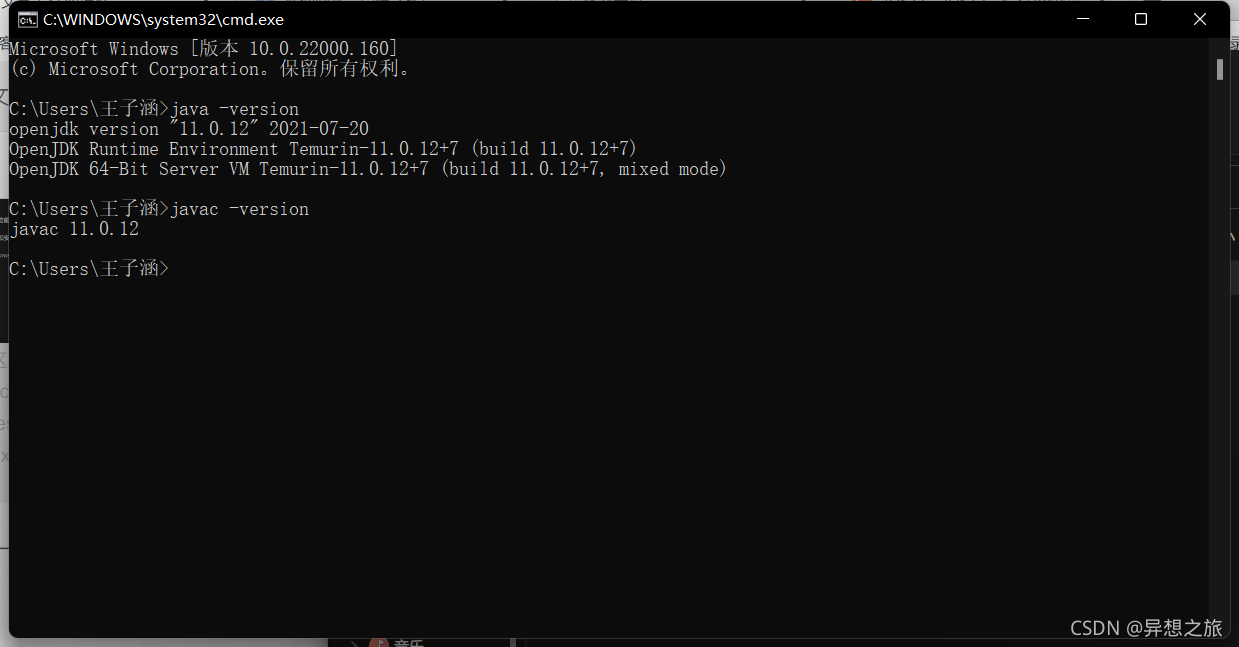 C:\WINDOWS\system32\cmd.exe
Microsoft Windows [版本 10.0.22000.160]
(c) Microsoft Corporation。保留所有权利。
C:\Users\王子涵>java -version
openjdk version "11.0.12" 2021-07-20
OpenJDK Runtime Environment Temurin-11.0.12+7 (build 11.0.12+7)
OpenJDK 64-Bit Server VM Temurin-11.0.12+7 (build 11.0.12+7, mixed mode)
C:\Users\王子涵>javac -version
javac 11.0.12
C:\Users\王子涵>
音乐
CSDN @异想之旅